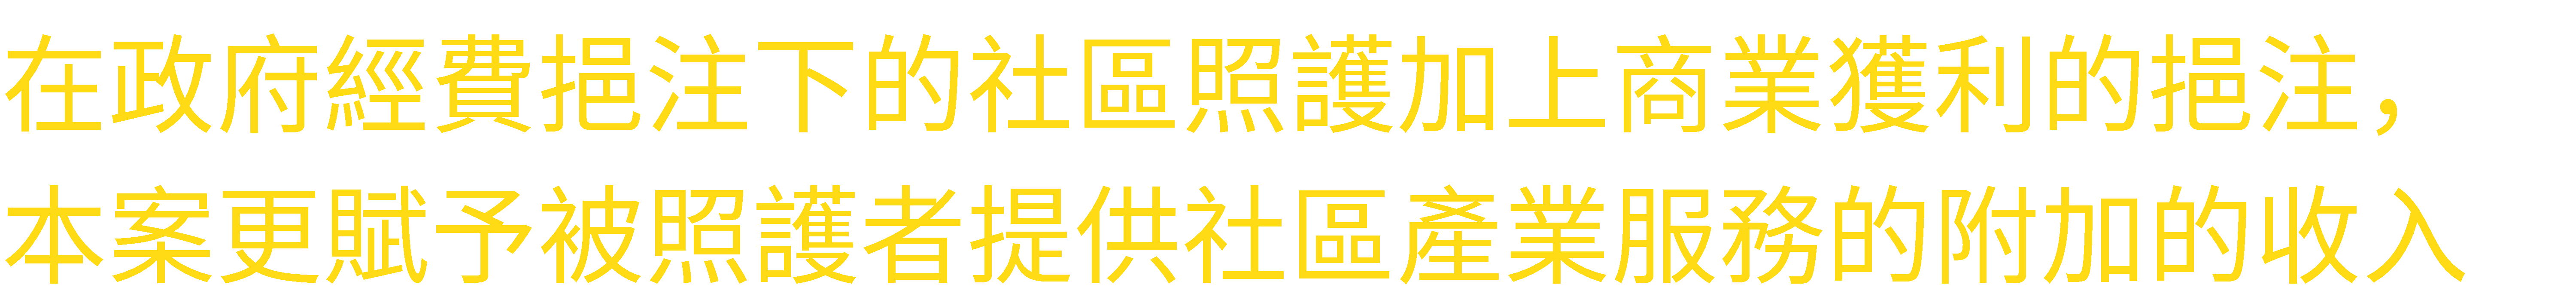 在政府經費挹注下的社區照護加上商業獲利的挹注，
本案更賦予被照護者提供社區產業服務的附加的收入